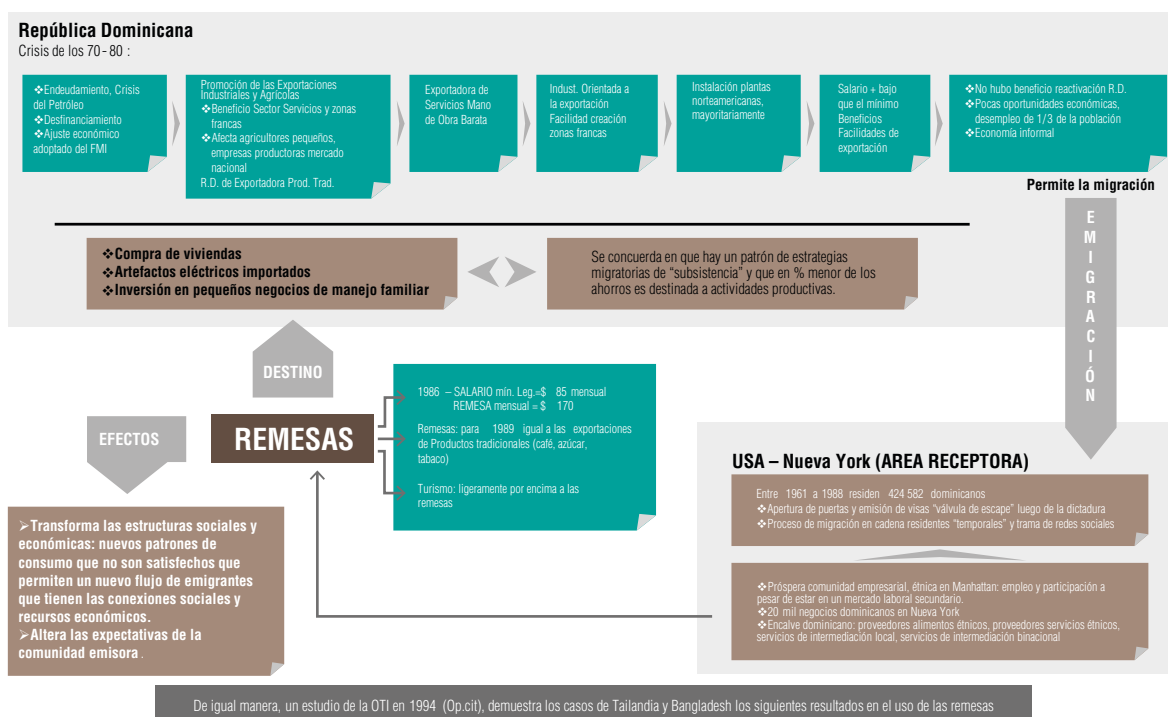 República Dominicana
Crisis de los 70 - 80 :
❖Endeudamiento, Crisis
del Petróleo
❖Desfinanciamiento
❖Ajuste económico
adoptado del FMI
Promoción de las Exportaciones
Industriales y Agrícolas
❖Beneficio Sector Servicios y zonas
francas
❖Afecta agricultores pequeños,
empresas productoras mercado
nacional
R.D. de Exportadora Prod. Trad.
Exportadora de
Servicios Mano
de Obra Barata
Indust. Orientada a
la exportación
Facilidad creación
zonas francas
Instalación plantas
norteamericanas,
mayoritariamente
Salario + bajo
que el mínimo
Beneficios
Facilidades de
exportación
❖No hubo beneficio reactivación R.D.
❖Pocas oportunidades económicas,
desempleo de 1/3 de la población
❖Economía informal
Permite la migración
EMIGRACIÓN
❖Compra de viviendas
❖Artefactos eléctricos importados
❖Inversión en pequeños negocios de manejo familiar
Se concuerda en que hay un patrón de estrategias
migratorias de “subsistencia” y que en % menor de los
ahorros es destinada a actividades productivas.
DESTINO
EFECTOS
REMESAS
1986 – SALARIO mín. Leg.=$ 85 mensual
REMESA mensual = $ 170
Remesas: para 1989 igual a las exportaciones
de Productos tradicionales (café, azúcar,
tabaco)
Turismo: ligeramente por encima a las
remesas
➢Transforma las estructuras sociales y
económicas: nuevos patrones de
consumo que no son satisfechos que
permiten un nuevo flujo de emigrantes
que tienen las conexiones sociales y
recursos económicos.
➢Altera las expectativas de la
comunidad emisora .
USA – Nueva York (AREA RECEPTORA)
Entre 1961 a 1988 residen 424 582 dominicanos
❖Apertura de puertas y emisión de visas “válvula de escape” luego de la dictadura
❖Proceso de migración en cadena residentes “temporales” y trama de redes sociales
❖Próspera comunidad empresarial, étnica en Manhattan: empleo y participación a
pesar de estar en un mercado laboral secundario.
❖20 mil negocios dominicanos en Nueva York
❖Encalve dominicano: proveedores alimentos étnicos, proveedores servicios étnicos,
servicios de intermediación local, servicios de intermediación binacional
De igual manera, un estudio de la OTI en 1994 (Op.cit), demuestra los casos de Tailandia y Bangladesh los siguientes resultados en el uso de las remesas